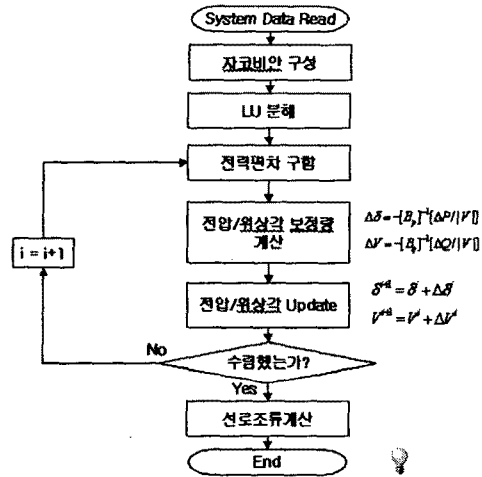 System Data Read
자코비안 구성
LU 분해
전력편차 구함
전압/위상각 보정량
계산
Δδ = -[B_p]^{-1}[ΔP/|V|]
ΔV = -[B_q]^{-1}[ΔQ/|V|]
i = i+1
전압/위상각 Update
δ^{i+1} = δ^i + Δδ^i
V^{i+1} = V^i + ΔV^i
No
수렴했는가?
Yes
선로조류계산
End